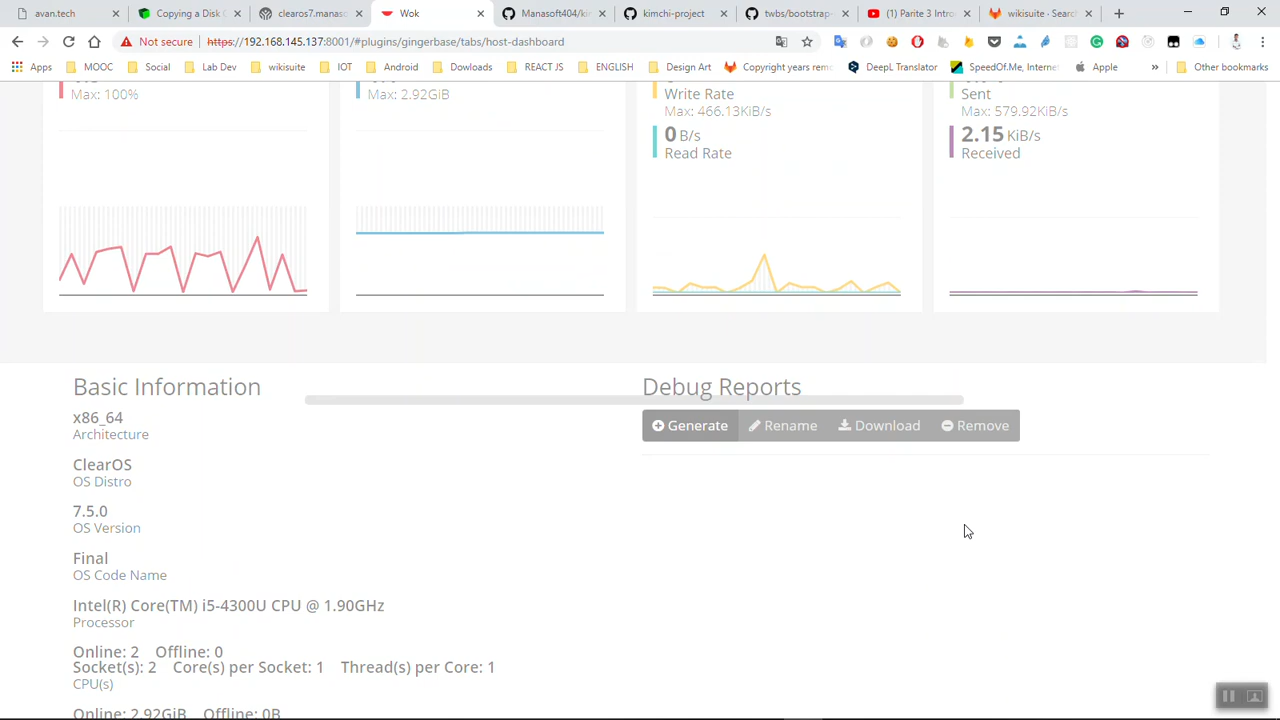 avan.tech
Copying a Disk C
clearos7.manaso
Wok
Manasoft404/ki
kimchi-project
twbs/bootstrap-
(1) Parite 3 Intro
wikisuite · Searc
Not secure
https://192.168.145.137:8001/#plugins/gingerbase/tabs/host-dashboard
Apps
MOOC
Social
Lab Dev
wikisuite
IOT
Android
Dowloads
REACT JS
ENGLISH
Design Art
Copyright years rem
DeepL Translator
SpeedOf.Me, Internet
Apple
»
Other bookmarks
Max: 100%
Max: 2.92GiB
Write Rate
Max: 466.13KiB/s
0 B/s
Read Rate
Sent
Max: 579.92KiB/s
2.15 KiB/s
Received
Basic Information
x86_64
Architecture
ClearOS
OS Distro
7.5.0
OS Version
Final
OS Code Name
Intel(R) Core(TM) i5-4300U CPU @ 1.90GHz
Processor
Online: 2 Offline: 0
Socket(s): 2 Core(s) per Socket: 1 Thread(s) per Core: 1
CPU(s)
Online: 2.92GiB Offline: 0B
Debug Reports
Generate
Rename
Download
Remove